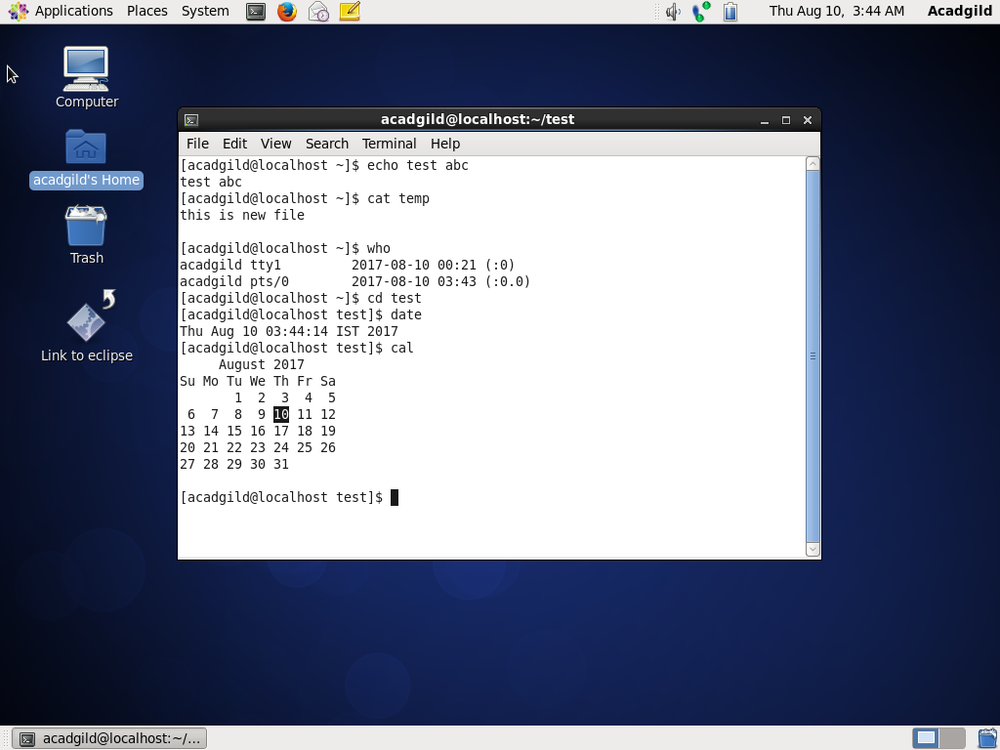 Applications Places System Thu Aug 10, 3:44 AM Acadgild
Computer
acadgild's Home
Trash
Link to eclipse
acadgild@localhost:~/test
File Edit View Search Terminal Help
[acadgild@localhost ~]$ echo test abc
test abc
[acadgild@localhost ~]$ cat temp
this is new file
[acadgild@localhost ~]$ who
acadgild tty1         2017-08-10 00:21 (:0)
acadgild pts/0        2017-08-10 03:43 (:0.0)
[acadgild@localhost ~]$ cd test
[acadgild@localhost test]$ date
Thu Aug 10 03:44:14 IST 2017
[acadgild@localhost test]$ cal
     August 2017
Su Mo Tu We Th Fr Sa
       1  2  3  4  5
 6  7  8  9 10 11 12
13 14 15 16 17 18 19
20 21 22 23 24 25 26
27 28 29 30 31
[acadgild@localhost test]$
acadgild@localhost:~/...